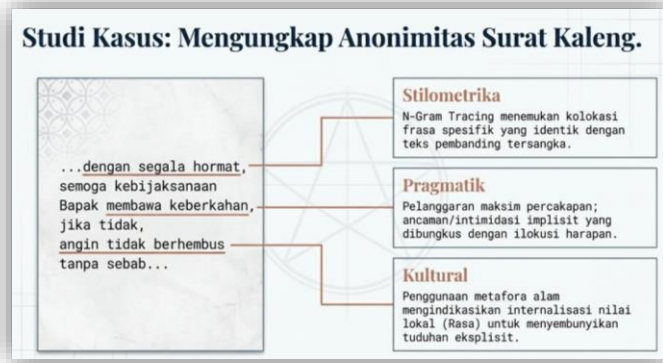 Studi Kasus: Mengungkap Anonimitas Surat Kaleng.
...dengan segala hormat,
semoga kebijaksanaan
Bapak membawa keberkahan,
jika tidak,
angin tidak berhembus
tanpa sebab...
Stilometrika
N-Gram Tracing menemukan kolokasi
frasa spesifik yang identik dengan
teks pembanding tersangka.
Pragmatik
Pelanggaran maksim percakapan;
ancaman/intimidasi implisit yang
dibungkus dengan ilokusi harapan.
Kultural
Penggunaan metafora alam
mengindikasikan internalisasi nilai
lokal (Rasa) untuk menyembunyikan
tuduhan eksplisit.